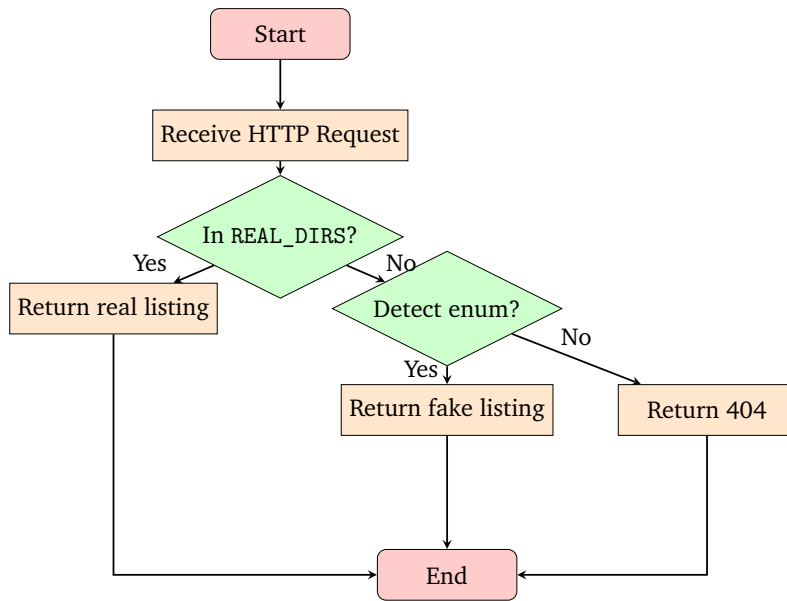 Start
Receive HTTP Request
In REAL_DIRS?
Yes
No
Return real listing
Detect enum?
No
Yes
Return fake listing
Return 404
End